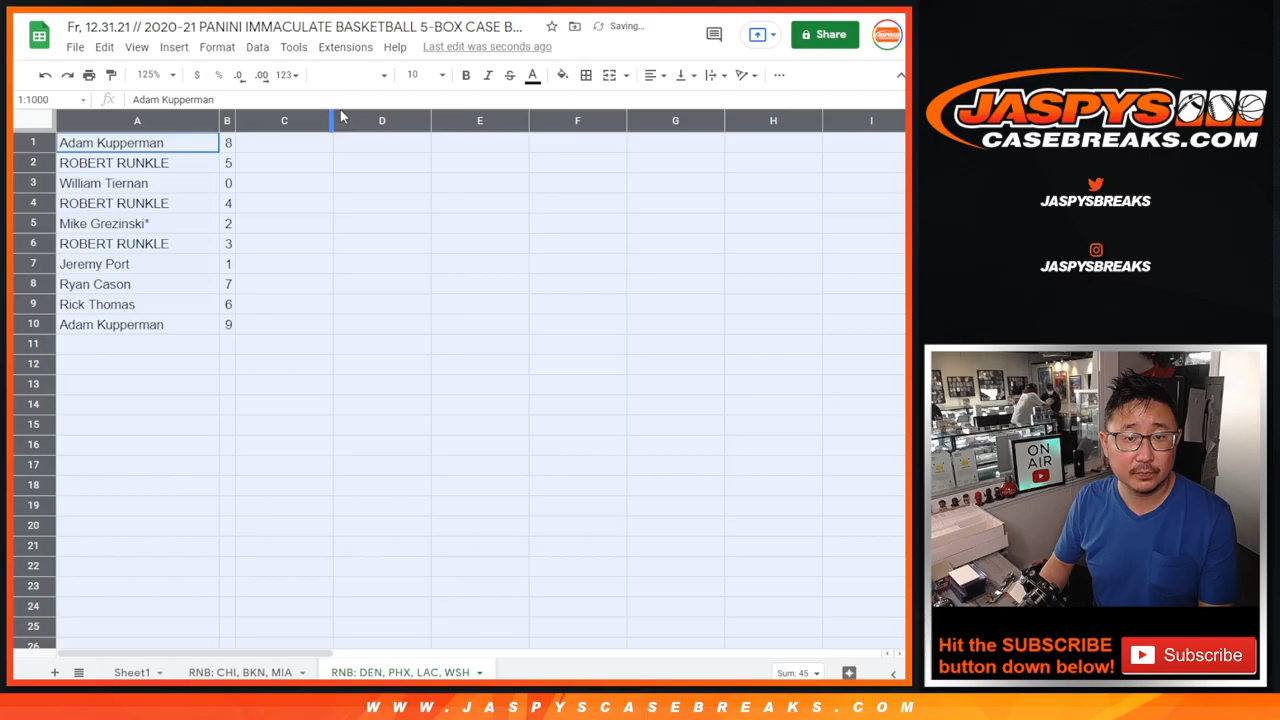 Fr, 12.31.21 // 2020-21 PANINI IMMACULATE BASKETBALL 5-BOX CASE B... Saving...
File Edit View Insert Format Data Tools Extensions Help Last edit was seconds ago
Share
125% $ % .0 .00 123 10 B I S A
1:1000 fx Adam Kupperman
A B C D E F G H I
1 Adam Kupperman 8
2 ROBERT RUNKLE 5
3 William Tiernan 0
4 ROBERT RUNKLE 4
5 Mike Grezinski* 2
6 ROBERT RUNKLE 3
7 Jeremy Port 1
8 Ryan Cason 7
9 Rick Thomas 6
10 Adam Kupperman 9
11
12
13
14
15
16
17
18
19
20
21
22
23
24
25
26
Sheet1 RNB: CHI, BKN, MIA RNB: DEN, PHX, LAC, WSH Sum: 45
JASPYS
CASEBREAKS.COM
JASPYSBREAKS
JASPYSBREAKS
ON
AIR
Hit the SUBSCRIBE
button down below!
Subscribe
WWW.JASPYSCASEBREAKS.COM